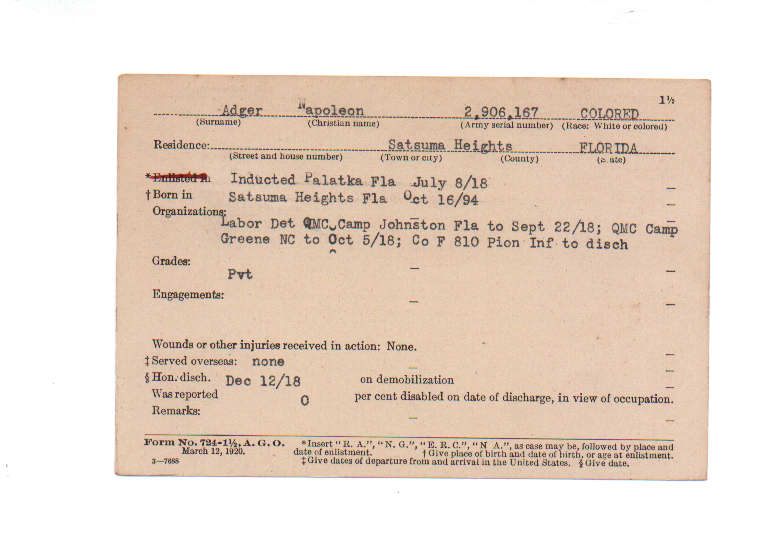 1½
Adger Napoleon 2,906,167 COLORED
(Surname) (Christian name) (Army serial number) (Race: White or colored)
Residence: Satsuma Heights FLORIDA
(Street and house number) (Town or city) (County) (State)
*Enlisted in Inducted Palatka Fla July 8/18
†Born in Satsuma Heights Fla Oct 16/94
Organizations:
Labor Det QMC Camp Johnston Fla to Sept 22/18; QMC Camp
Greene NC to Oct 5/18; Co F 810 Pion Inf to disch
Grades:
Pvt
Engagements:
Wounds or other injuries received in action: None.
‡Served overseas: none
§Hon. disch. Dec 12/18 on demobilization
Was reported 0 per cent disabled on date of discharge, in view of occupation.
Remarks:
Form No. 724-1½, A. G. O. *Insert "R. A.", "N. G.", "E. R. C.", "N A.", as case may be, followed by place and
March 12, 1920. date of enlistment. †Give place of birth and date of birth, or age at enlistment.
3—7688 ‡Give dates of departure from and arrival in the United States. §Give date.